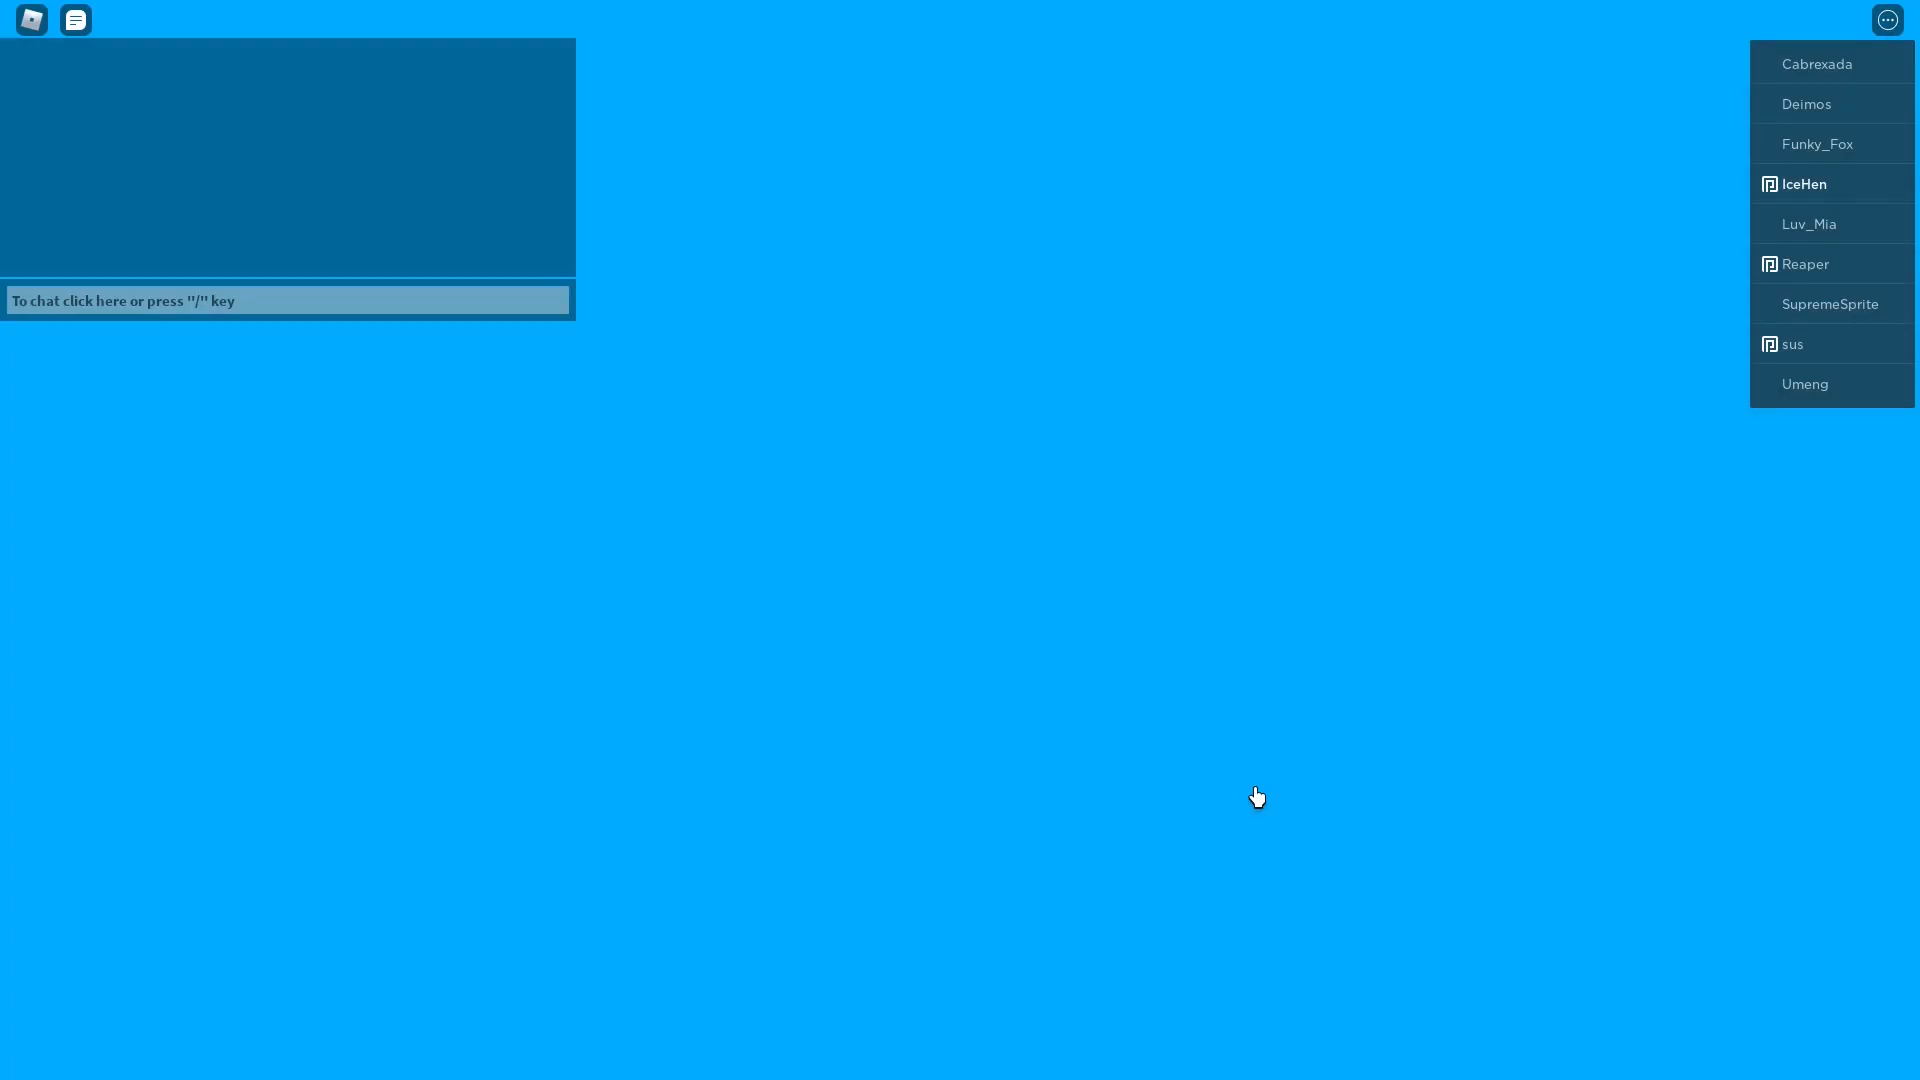 To chat click here or press "/" key
Cabrexada
Deimos
Funky_Fox
IceHen
Luv_Mia
Reaper
SupremeSprite
sus
Umeng